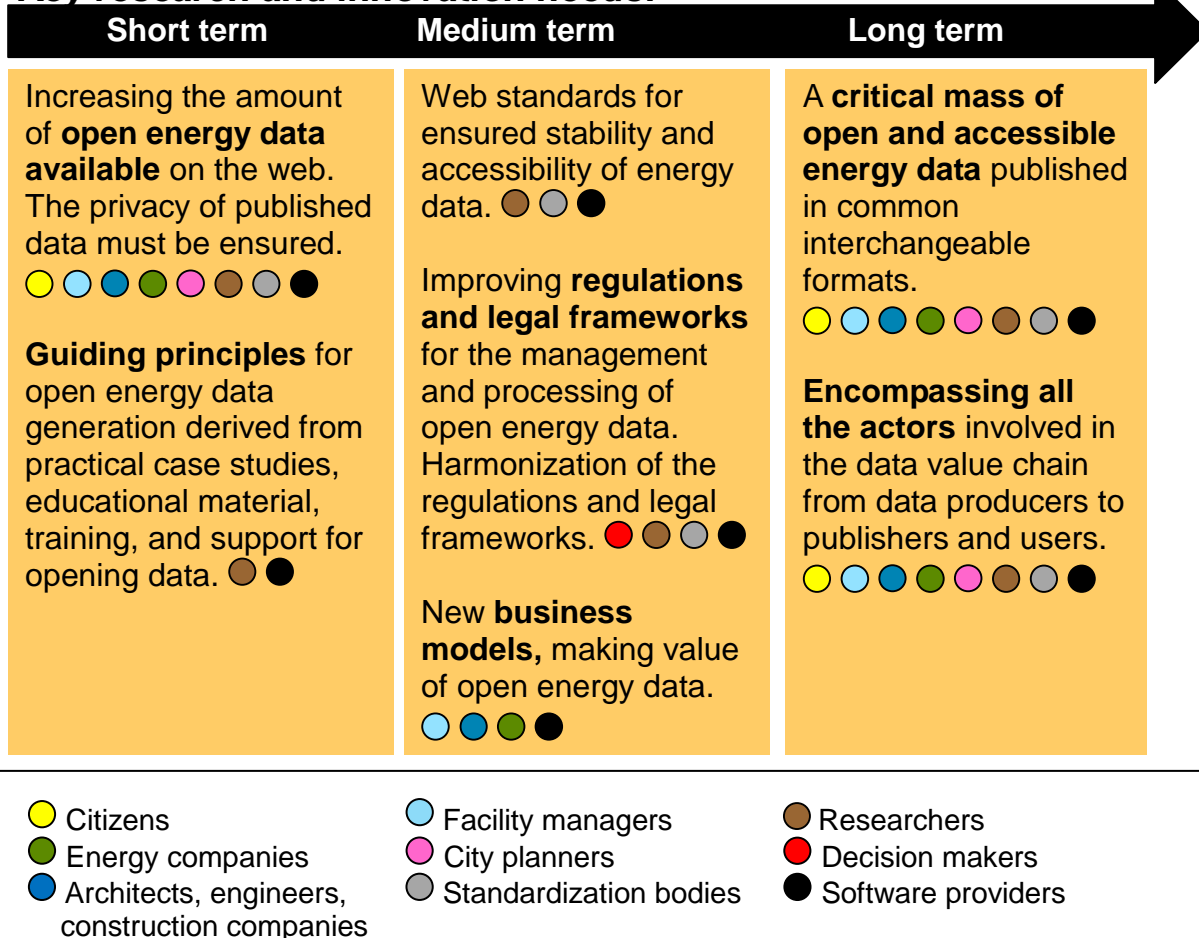 Key research and innovation needs:
Short term
Medium term
Long term
Increasing the amount
of open energy data
available on the web.
The privacy of published
data must be ensured.
Guiding principles for
open energy data
generation derived from
practical case studies,
educational material,
training, and support for
opening data.
Web standards for
ensured stability and
accessibility of energy
data.
Improving regulations
and legal frameworks
for the management
and processing of
open energy data.
Harmonization of the
regulations and legal
frameworks.
New business
models, making value
of open energy data.
A critical mass of
open and accessible
energy data published
in common
interchangeable
formats.
Encompassing all
the actors involved in
the data value chain
from data producers to
publishers and users.
Citizens
Energy companies
Architects, engineers,
construction companies
Facility managers
City planners
Standardization bodies
Researchers
Decision makers
Software providers